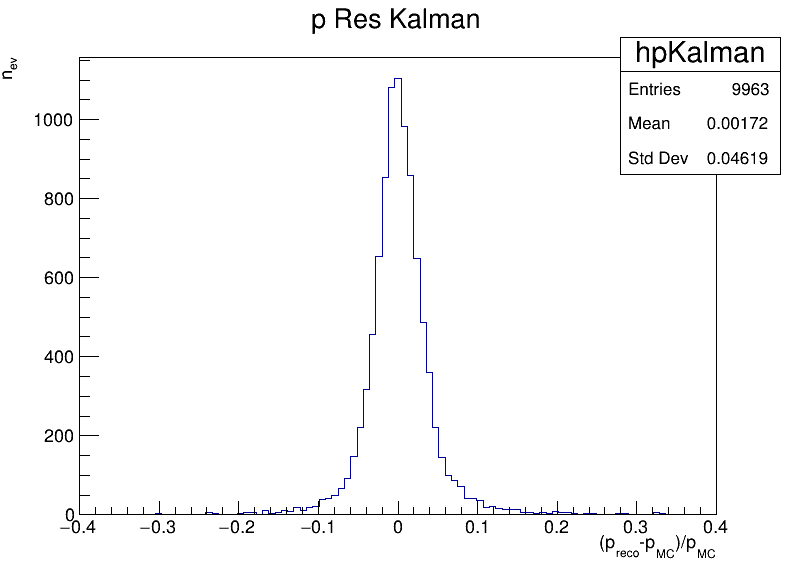 p Res Kalman
hpKalman
Entries 9963
Mean 0.00172
Std Dev 0.04619
n_ev
1000
800
600
400
200
0
−0.4 −0.3 −0.2 −0.1 0 0.1 0.2 0.3 0.4
(p_reco-p_MC)/p_MC